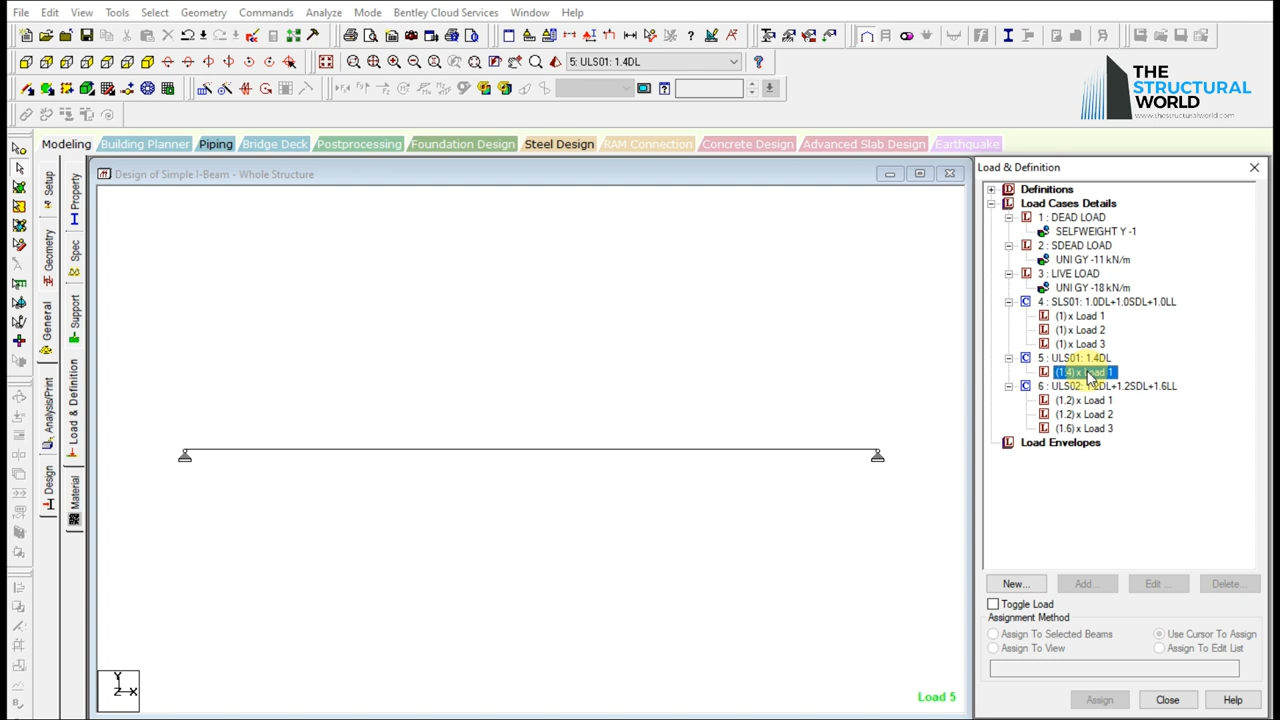 File Edit View Tools Select Geometry Commands Analyze Mode Bentley Cloud Services Window Help
5: ULS01: 1.4DL
THE
STRUCTURAL
WORLD
www.thestructuralworld.com
Modeling Building Planner Piping Bridge Deck Postprocessing Foundation Design Steel Design RAM Connection Concrete Design Advanced Slab Design Earthquake
Design of Simple I-Beam - Whole Structure
Setup
Geometry
General
Analysis/Print
Design
Property
Spec
Support
Load & Definition
Material
Y
Z X
Load 5
Load & Definition
Definitions
Load Cases Details
1 : DEAD LOAD
SELFWEIGHT Y -1
2 : SDEAD LOAD
UNI GY -11 kN/m
3 : LIVE LOAD
UNI GY -18 kN/m
4 : SLS01: 1.0DL+1.0SDL+1.0LL
(1) x Load 1
(1) x Load 2
(1) x Load 3
5 : ULS01: 1.4DL
(1.4) x Load 1
6 : ULS02: 1.2DL+1.2SDL+1.6LL
(1.2) x Load 1
(1.2) x Load 2
(1.6) x Load 3
Load Envelopes
New... Add... Edit ... Delete...
Toggle Load
Assignment Method
Assign To Selected Beams Use Cursor To Assign
Assign To View Assign To Edit List
Assign Close Help